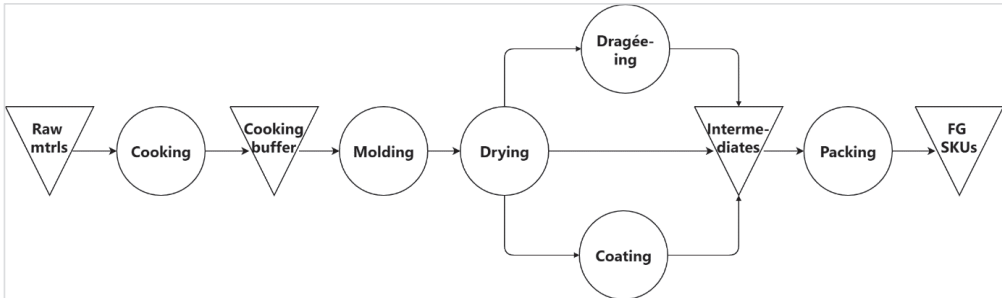 Raw
mtrls
Cooking
Cooking
buffer
Molding
Drying
Dragée-
ing
Coating
Interme-
diates
Packing
FG
SKUs